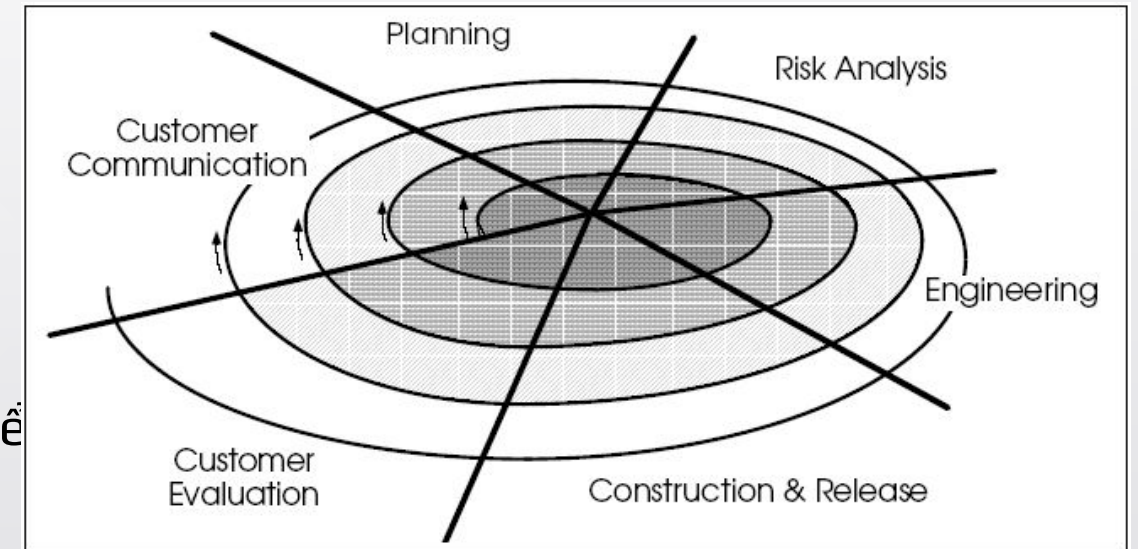 Planning
Risk Analysis
Customer
Communication
Engineering
Customer
Evaluation
Construction & Release